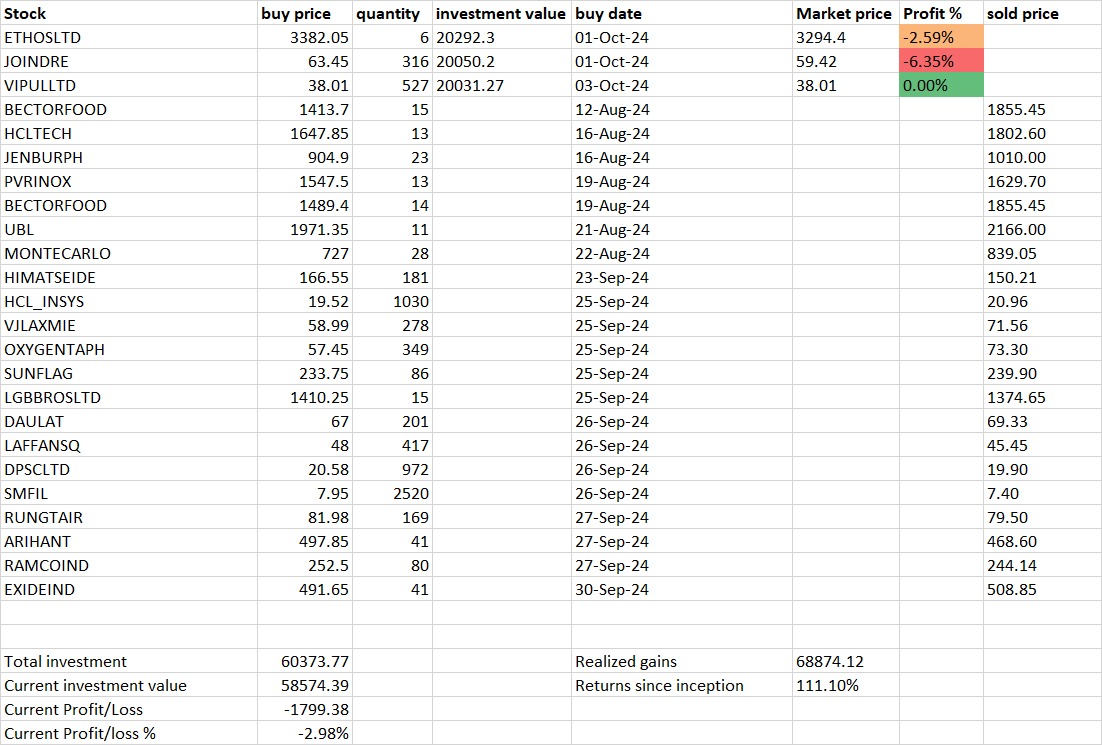 Stock buy price quantity investment value buy date Market price Profit % sold price
ETHOSLTD 3382.05 6 20292.3 01-Oct-24 3294.4 -2.59%
JOINDRE 63.45 316 20050.2 01-Oct-24 59.42 -6.35%
VIPULLTD 38.01 527 20031.27 03-Oct-24 38.01 0.00%
BECTORFOOD 1413.7 15 12-Aug-24 1855.45
HCLTECH 1647.85 13 16-Aug-24 1802.60
JENBURPH 904.9 23 16-Aug-24 1010.00
PVRINOX 1547.5 13 19-Aug-24 1629.70
BECTORFOOD 1489.4 14 19-Aug-24 1855.45
UBL 1971.35 11 21-Aug-24 2166.00
MONTECARLO 727 28 22-Aug-24 839.05
HIMATSEIDE 166.55 181 23-Sep-24 150.21
HCL_INSYS 19.52 1030 25-Sep-24 20.96
VJLAXMIE 58.99 278 25-Sep-24 71.56
OXYGENTAPH 57.45 349 25-Sep-24 73.30
SUNFLAG 233.75 86 25-Sep-24 239.90
LGBBROSLTD 1410.25 15 25-Sep-24 1374.65
DAULAT 67 201 26-Sep-24 69.33
LAFFANSQ 48 417 26-Sep-24 45.45
DPSCLTD 20.58 972 26-Sep-24 19.90
SMFIL 7.95 2520 26-Sep-24 7.40
RUNGTAIR 81.98 169 27-Sep-24 79.50
ARIHANT 497.85 41 27-Sep-24 468.60
RAMCOIND 252.5 80 27-Sep-24 244.14
EXIDEIND 491.65 41 30-Sep-24 508.85
Total investment 60373.77 Realized gains 68874.12
Current investment value 58574.39 Returns since inception 111.10%
Current Profit/Loss -1799.38
Current Profit/loss % -2.98%